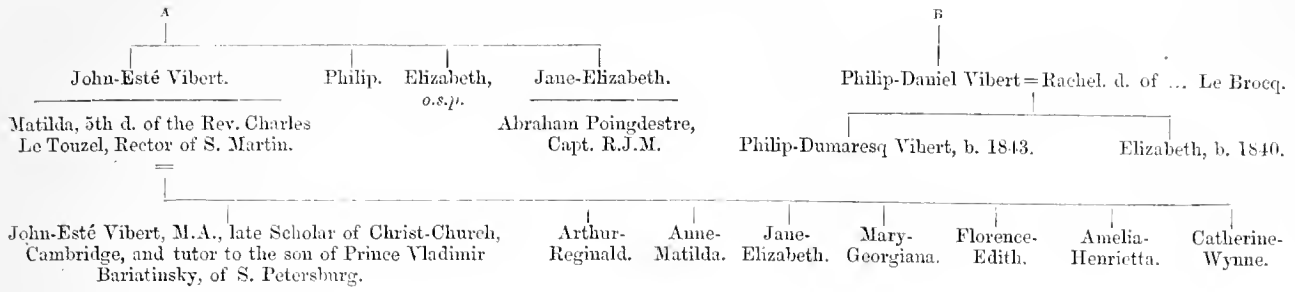 A
B
John-Esté Vibert. Philip. Elizabeth, Jane-Elizabeth. Philip-Daniel Vibert=Rachel. d. of ... Le Brocq.
o.s.p.
Matilda, 5th d. of the Rev. Charles Abraham Poingdestre,
Le Touzel, Rector of S. Martin. Capt. R.J.M. Philip-Dumaresq Vibert, b. 1843. Elizabeth, b. 1840.
=
John-Esté Vibert, M.A., late Scholar of Christ-Church, Arthur- Anne- Jane- Mary- Florence- Amelia- Catherine-
Cambridge, and tutor to the son of Prince Vladimir Reginald. Matilda. Elizabeth. Georgiana. Edith. Henrietta. Wynne.
Bariatinsky, of S. Petersburg.